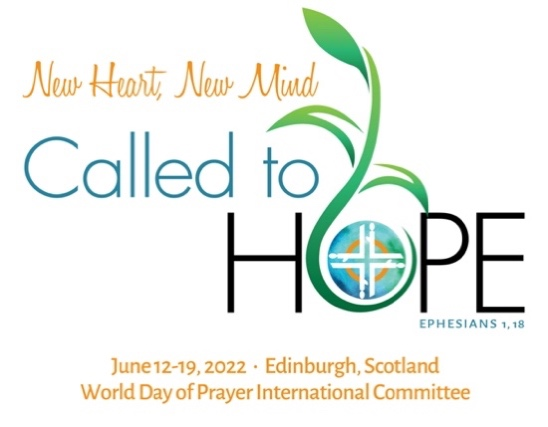 New Heart, New Mind
Called to
HOPE
EPHESIANS 1, 18
June 12-19, 2022 · Edinburgh, Scotland
World Day of Prayer International Committee